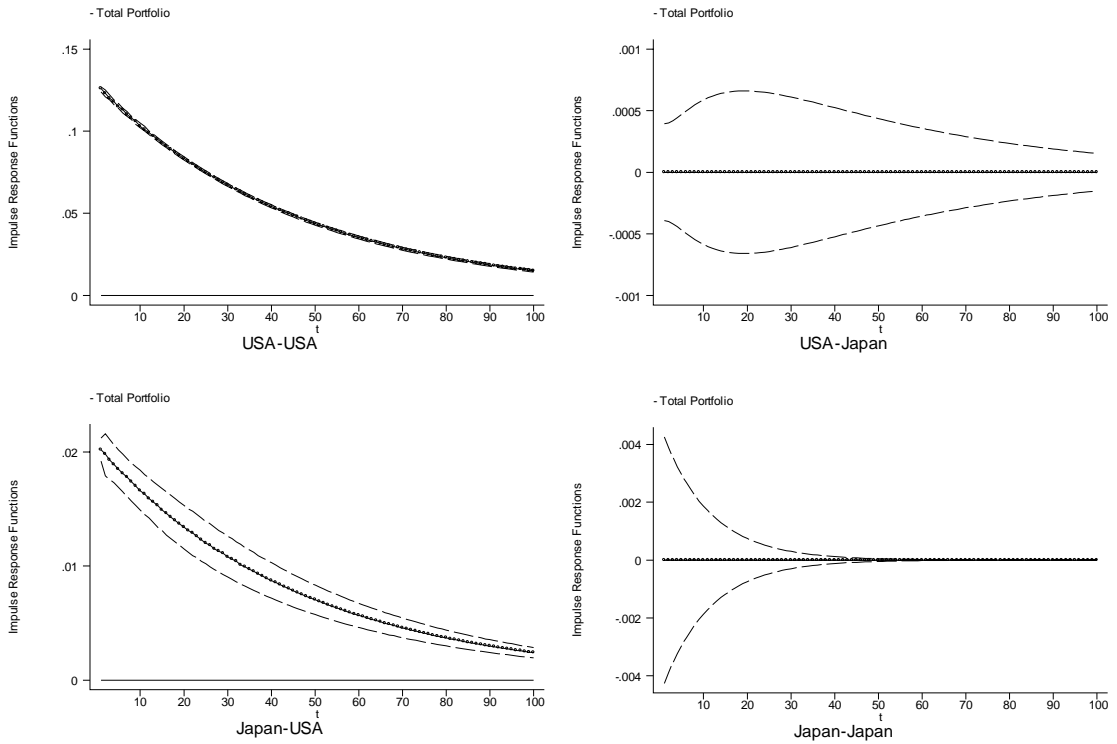 - Total Portfolio
Impulse Response Functions
.15
.1
.05
0
10 20 30 40 50 60 70 80 90 100
t
USA-USA
- Total Portfolio
Impulse Response Functions
.001
.0005
0
-.0005
-.001
10 20 30 40 50 60 70 80 90 100
t
USA-Japan
- Total Portfolio
Impulse Response Functions
.02
.01
0
10 20 30 40 50 60 70 80 90 100
t
Japan-USA
- Total Portfolio
Impulse Response Functions
.004
.002
0
-.002
-.004
10 20 30 40 50 60 70 80 90 100
t
Japan-Japan